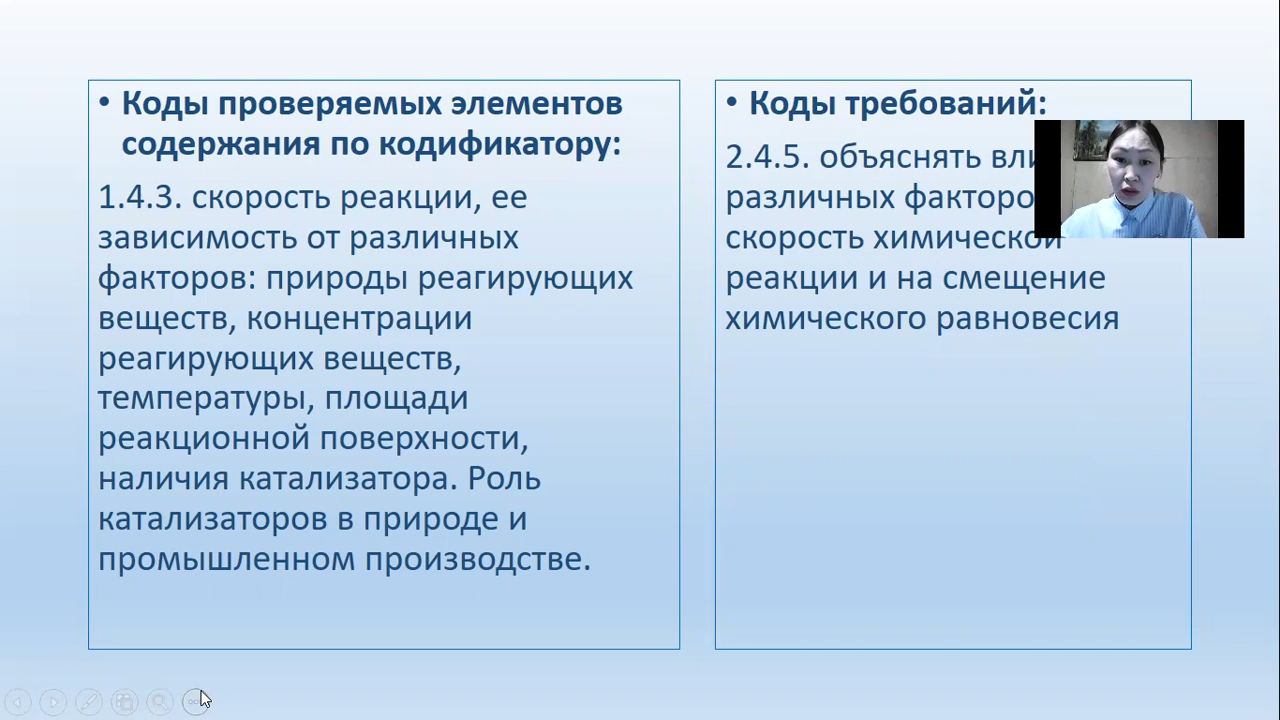 • Коды проверяемых элементов
содержания по кодификатору:
1.4.3. скорость реакции, ее
зависимость от различных
факторов: природы реагирующих
веществ, концентрации
реагирующих веществ,
температуры, площади
реакционной поверхности,
наличия катализатора. Роль
катализаторов в природе и
промышленном производстве.
• Коды требований:
2.4.5. объяснять
различных
скорость химической
реакции и на смещение
химического равновесия